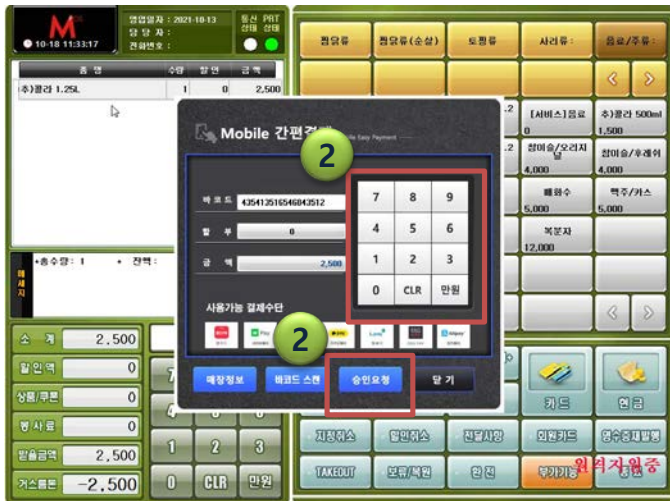 영업일자 : 2021-10-13
담 당 자 :
전화번호 :
10-18 11:33:17
통신 PRT
상태 상태
찜닭류
찜닭류(순살)
토찜류
사리류:
음료/주류:
품 명 수량 할 인 금 액
추)콜라 1.25L 1 0 2,500
[서비스]음료
0
추)콜라 500ml
1,500
참이슬/오리지널
4,000
참이슬/후레쉬
4,000
매화수
5,000
맥주/카스
5,000
복분자
12,000
Mobile 간편결
Mobile Easy Payment
2
바 코 드 435413516546843512
할 부 0
금 액 2,500
7 8 9
4 5 6
1 2 3
0 CLR 만원
사용가능 결제수단
2
매장정보
바코드 스캔
승인요청
닫 기
메세지
•총수량: 1 • 잔액:
소 계 2,500
할인액 0
상품/쿠폰 0
봉사료 0
받을금액 2,500
거스름돈 -2,500
1 2 3
0 CLR 만원
카드
현금
지정취소
할인취소
전달사항
회원카드
영수증재발행
TAKEOUT
보류/복원
환전
부가기능
원격지원중